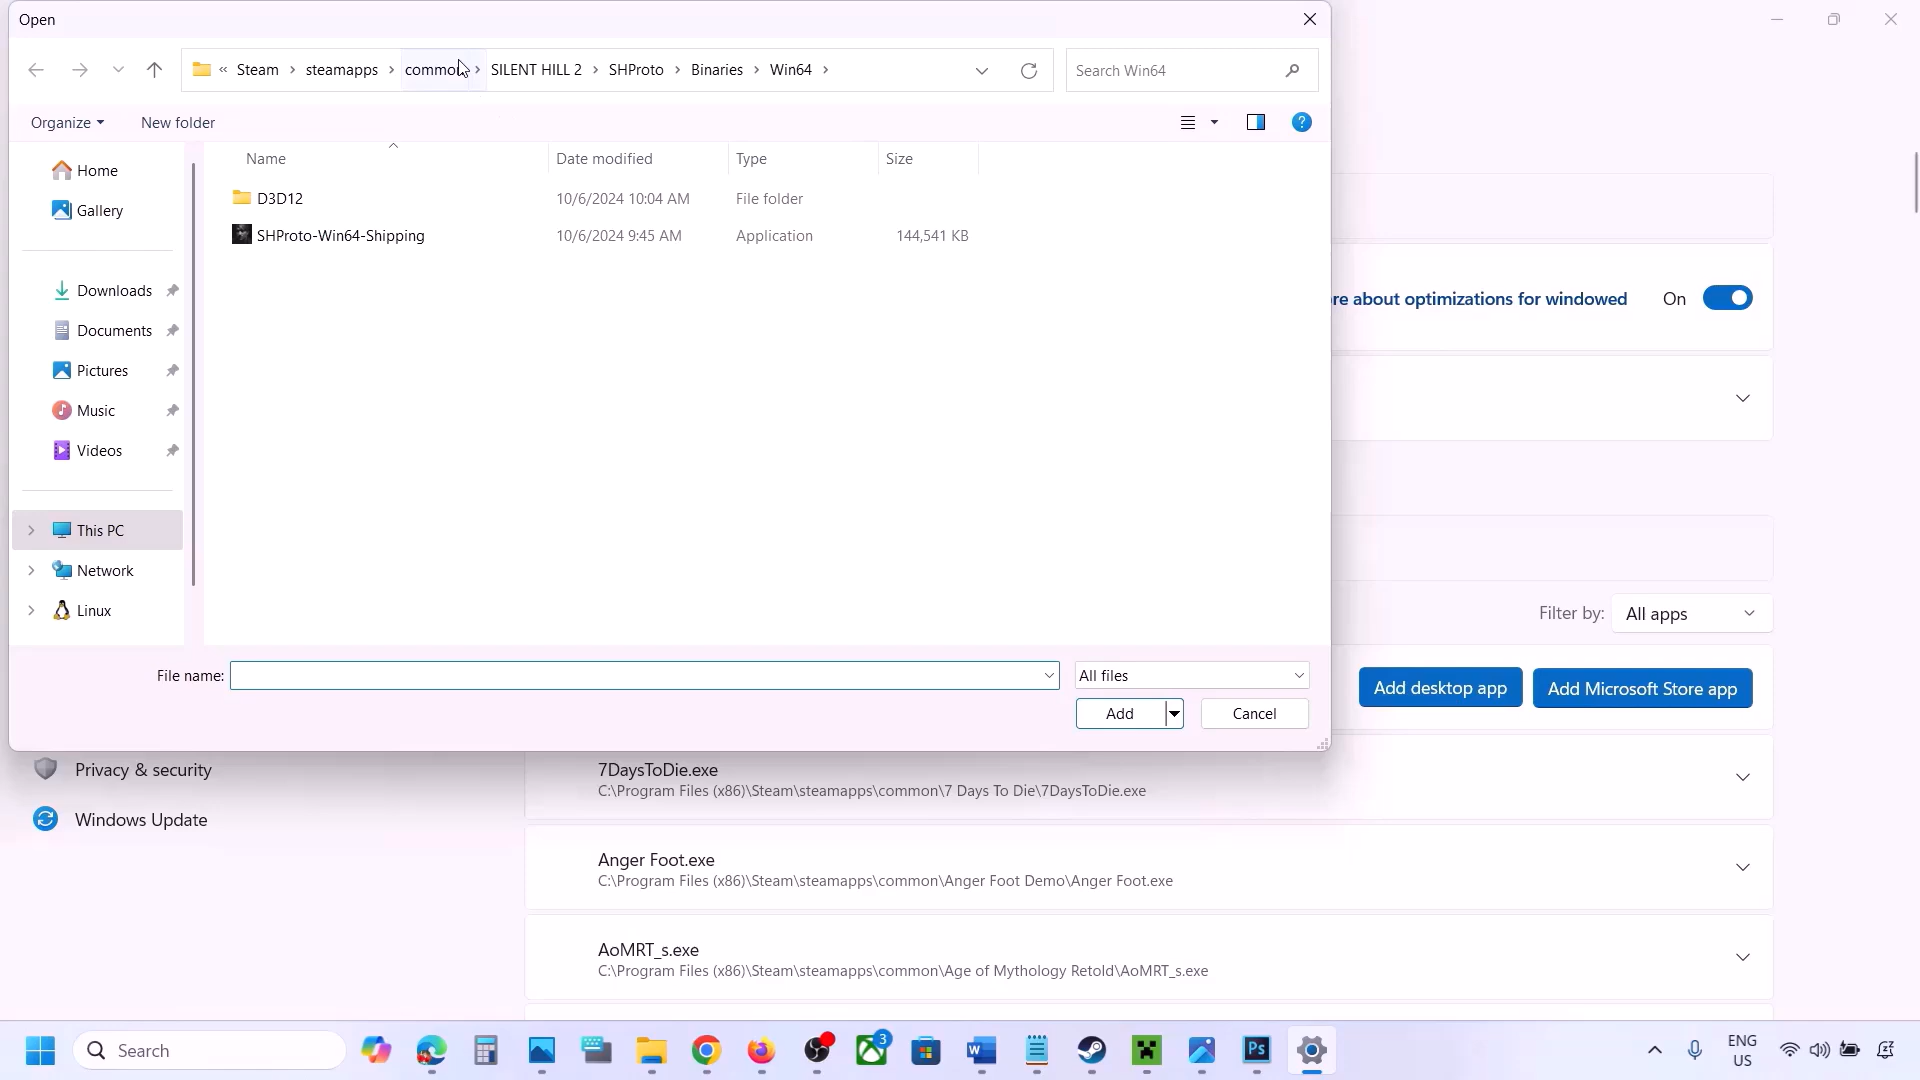 Open
« Steam > steamapps > common > SILENT HILL 2 > SHProto > Binaries > Win64 >
Search Win64
Organize
New folder
Name
Date modified
Type
Size
D3D12
10/6/2024 10:04 AM
File folder
SHProto-Win64-Shipping
10/6/2024 9:45 AM
Application
144,541 KB
Home
Gallery
Downloads
Documents
Pictures
Music
Videos
This PC
Network
Linux
File name:
All files
Add
Cancel
re about optimizations for windowed
On
Filter by:
All apps
Add desktop app
Add Microsoft Store app
Privacy & security
Windows Update
7DaysToDie.exe
C:\Program Files (x86)\Steam\steamapps\common\7 Days To Die\7DaysToDie.exe
Anger Foot.exe
C:\Program Files (x86)\Steam\steamapps\common\Anger Foot Demo\Anger Foot.exe
AoMRT_s.exe
C:\Program Files (x86)\Steam\steamapps\common\Age of Mythology Retold\AoMRT_s.exe
Search
3
Ps
ENG
US